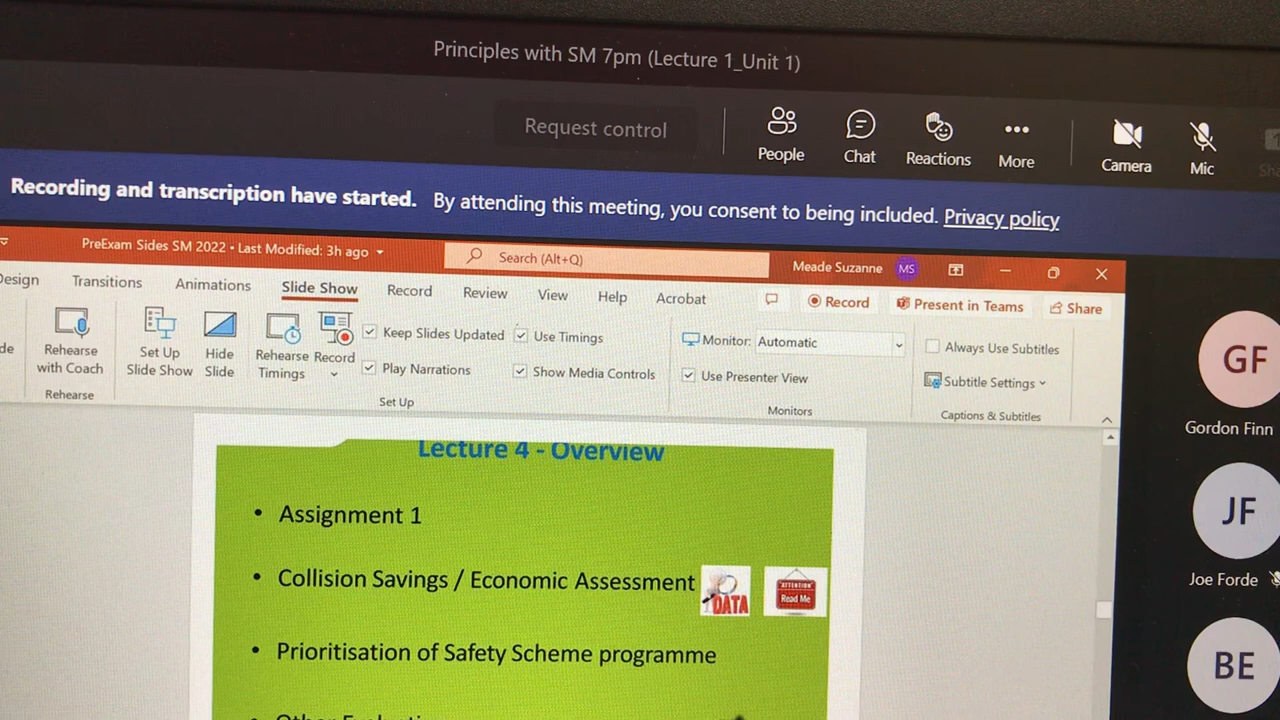 Principles with SM 7pm (Lecture 1_Unit 1)
Request control
People
Chat
Reactions
More
Camera
Mic
Recording and transcription have started. By attending this meeting, you consent to being included. Privacy policy
PreExam Sides SM 2022 • Last Modified: 3h ago
Search (Alt+Q)
Meade Suzanne
MS
Transitions
Animations
Slide Show
Record
Review
View
Help
Acrobat
Record
Present in Teams
Share
Rehearse
with Coach
Rehearse
Set Up
Slide Show
Hide
Slide
Rehearse
Timings
Record
Keep Slides Updated
Play Narrations
Use Timings
Show Media Controls
Set Up
Monitor: Automatic
Use Presenter View
Monitors
Always Use Subtitles
Subtitle Settings
Captions & Subtitles
GF
Gordon Finn
JF
Joe Forde
BE
Lecture 4 - Overview
• Assignment 1
• Collision Savings / Economic Assessment
DATA
ATTENTION
Read Me
• Prioritisation of Safety Scheme programme